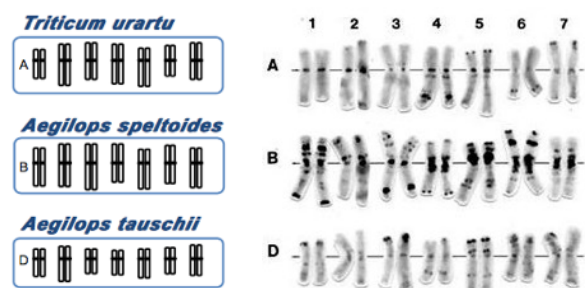 Triticum urartu
A
Aegilops speltoides
B
Aegilops tauschii
D
1 2 3 4 5 6 7
A
B
D